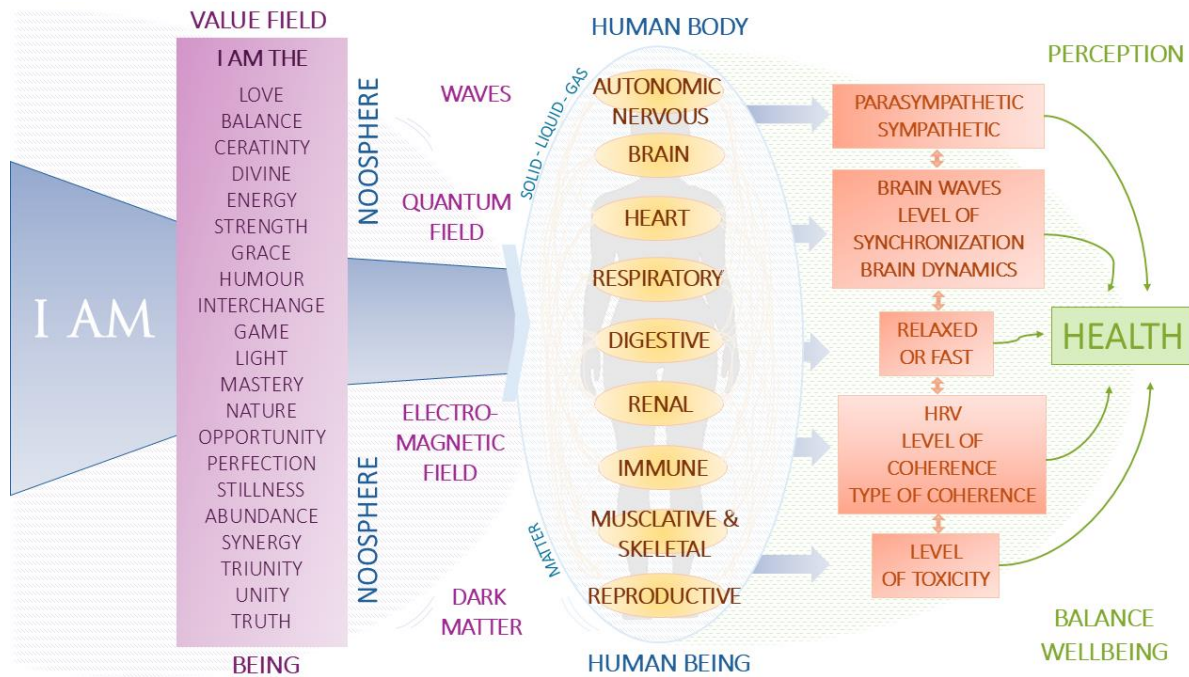 I AM
VALUE FIELD
I AM THE
LOVE
BALANCE
CERATINTY
DIVINE
ENERGY
STRENGTH
GRACE
HUMOUR
INTERCHANGE
GAME
LIGHT
MASTERY
NATURE
OPPORTUNITY
PERFECTION
STILLNESS
ABUNDANCE
SYNERGY
TRIUNITY
UNITY
TRUTH
BEING
NOOSPHERE
NOOSPHERE
WAVES
QUANTUM
FIELD
ELECTRO-
MAGNETIC
FIELD
DARK
MATTER
HUMAN BODY
SOLID - LIQUID - GAS
MATTER
AUTONOMIC
NERVOUS
BRAIN
HEART
RESPIRATORY
DIGESTIVE
RENAL
IMMUNE
MUSCLATIVE &
SKELETAL
REPRODUCTIVE
HUMAN BEING
PARASYMPATHETIC
SYMPATHETIC
BRAIN WAVES
LEVEL OF
SYNCHRONIZATION
BRAIN DYNAMICS
RELAXED
OR FAST
HRV
LEVEL OF
COHERENCE
TYPE OF COHERENCE
LEVEL
OF TOXICITY
PERCEPTION
HEALTH
BALANCE
WELLBEING